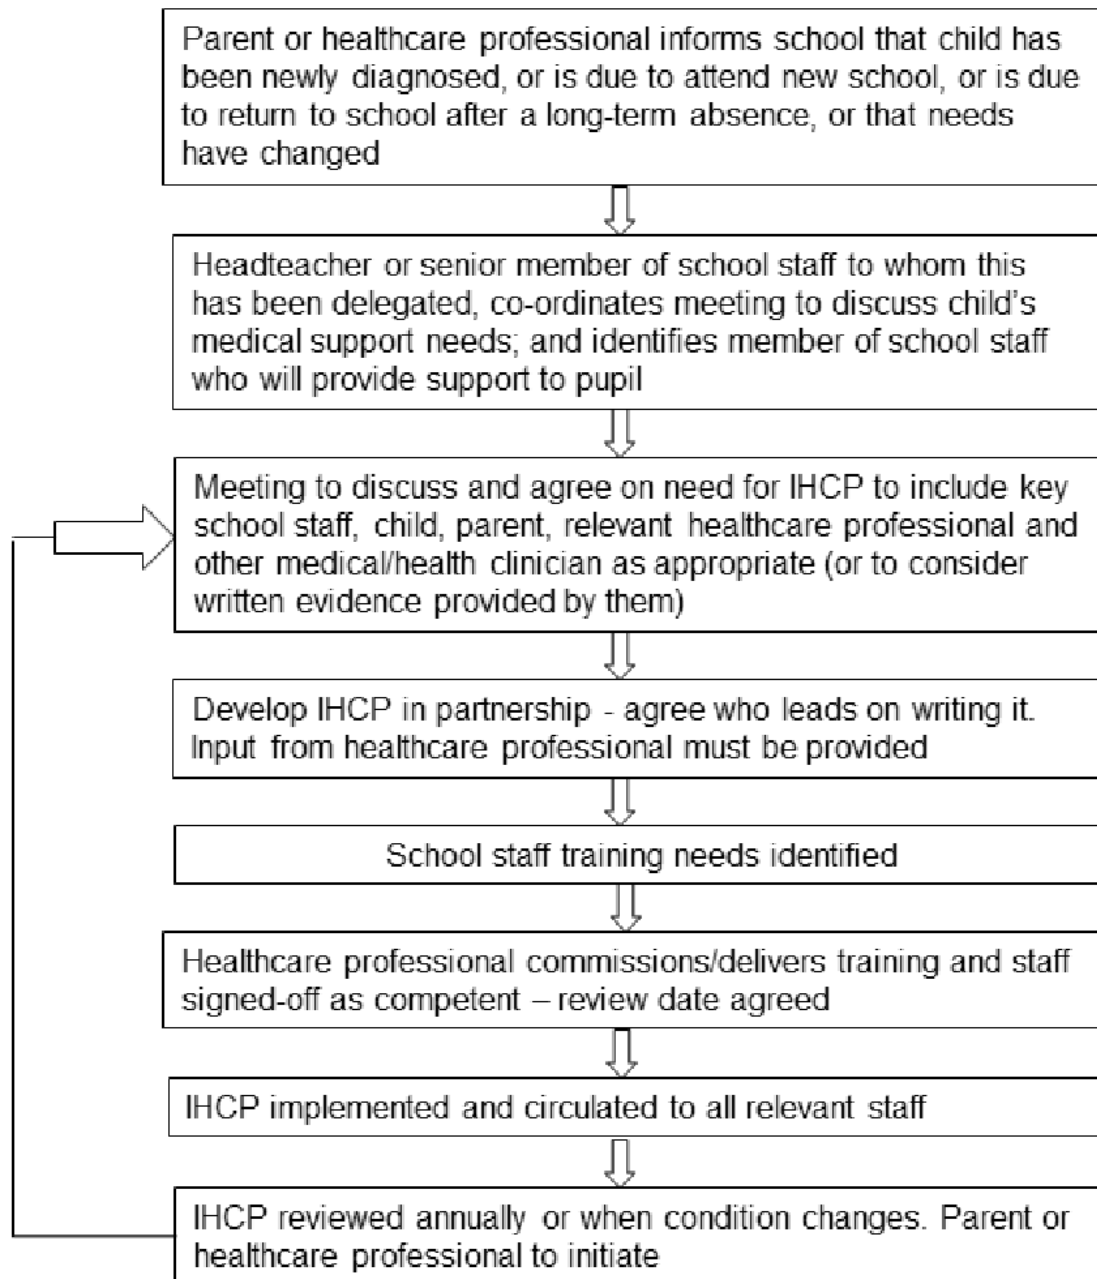 Parent or healthcare professional informs school that child has
been newly diagnosed, or is due to attend new school, or is due
to return to school after a long-term absence, or that needs
have changed
Headteacher or senior member of school staff to whom this
has been delegated, co-ordinates meeting to discuss child's
medical support needs; and identifies member of school staff
who will provide support to pupil
Meeting to discuss and agree on need for IHCP to include key
school staff, child, parent, relevant healthcare professional and
other medical/health clinician as appropriate (or to consider
written evidence provided by them)
Develop IHCP in partnership - agree who leads on writing it.
Input from healthcare professional must be provided
School staff training needs identified
Healthcare professional commissions/delivers training and staff
signed-off as competent – review date agreed
IHCP implemented and circulated to all relevant staff
IHCP reviewed annually or when condition changes. Parent or
healthcare professional to initiate